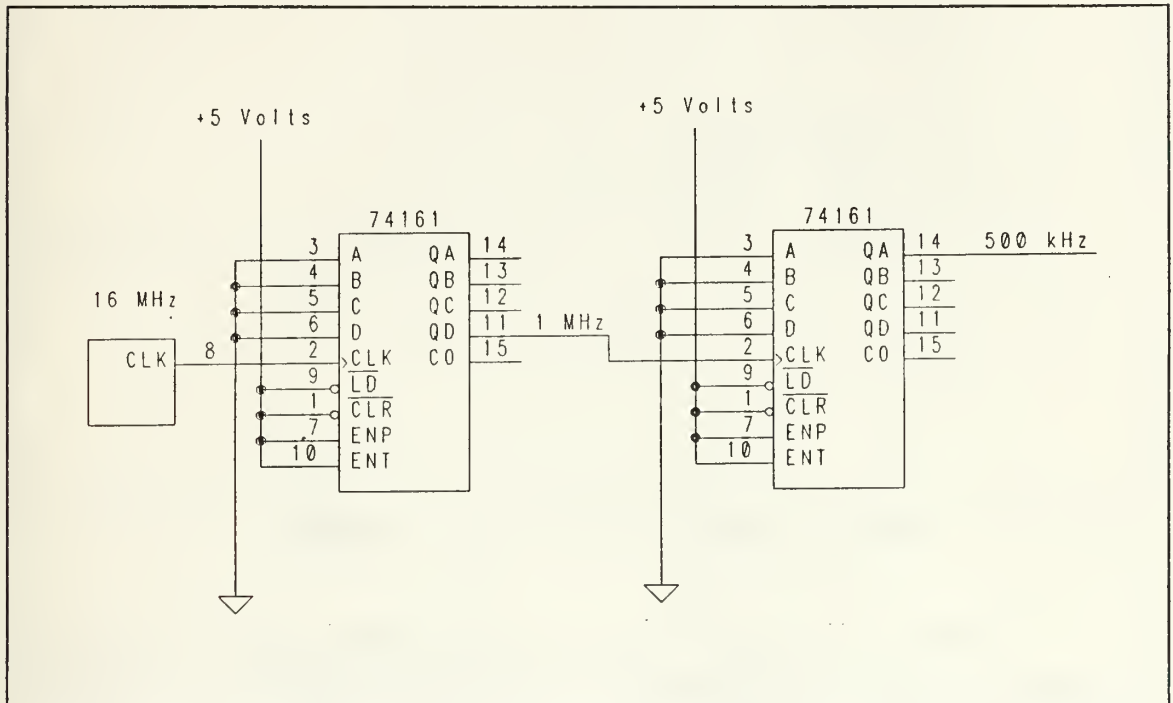 +5 Volts
+5 Volts
16 MHz
CLK
8
74161
3 A QA 14
4 B QB 13
5 C QC 12
6 D QD 11
2 CLK CO 15
9 LD
1 CLR
7 ENP
10 ENT
1 MHz
74161
3 A QA 14
4 B QB 13
5 C QC 12
6 D QD 11
2 CLK CO 15
9 LD
1 CLR
7 ENP
10 ENT
500 kHz